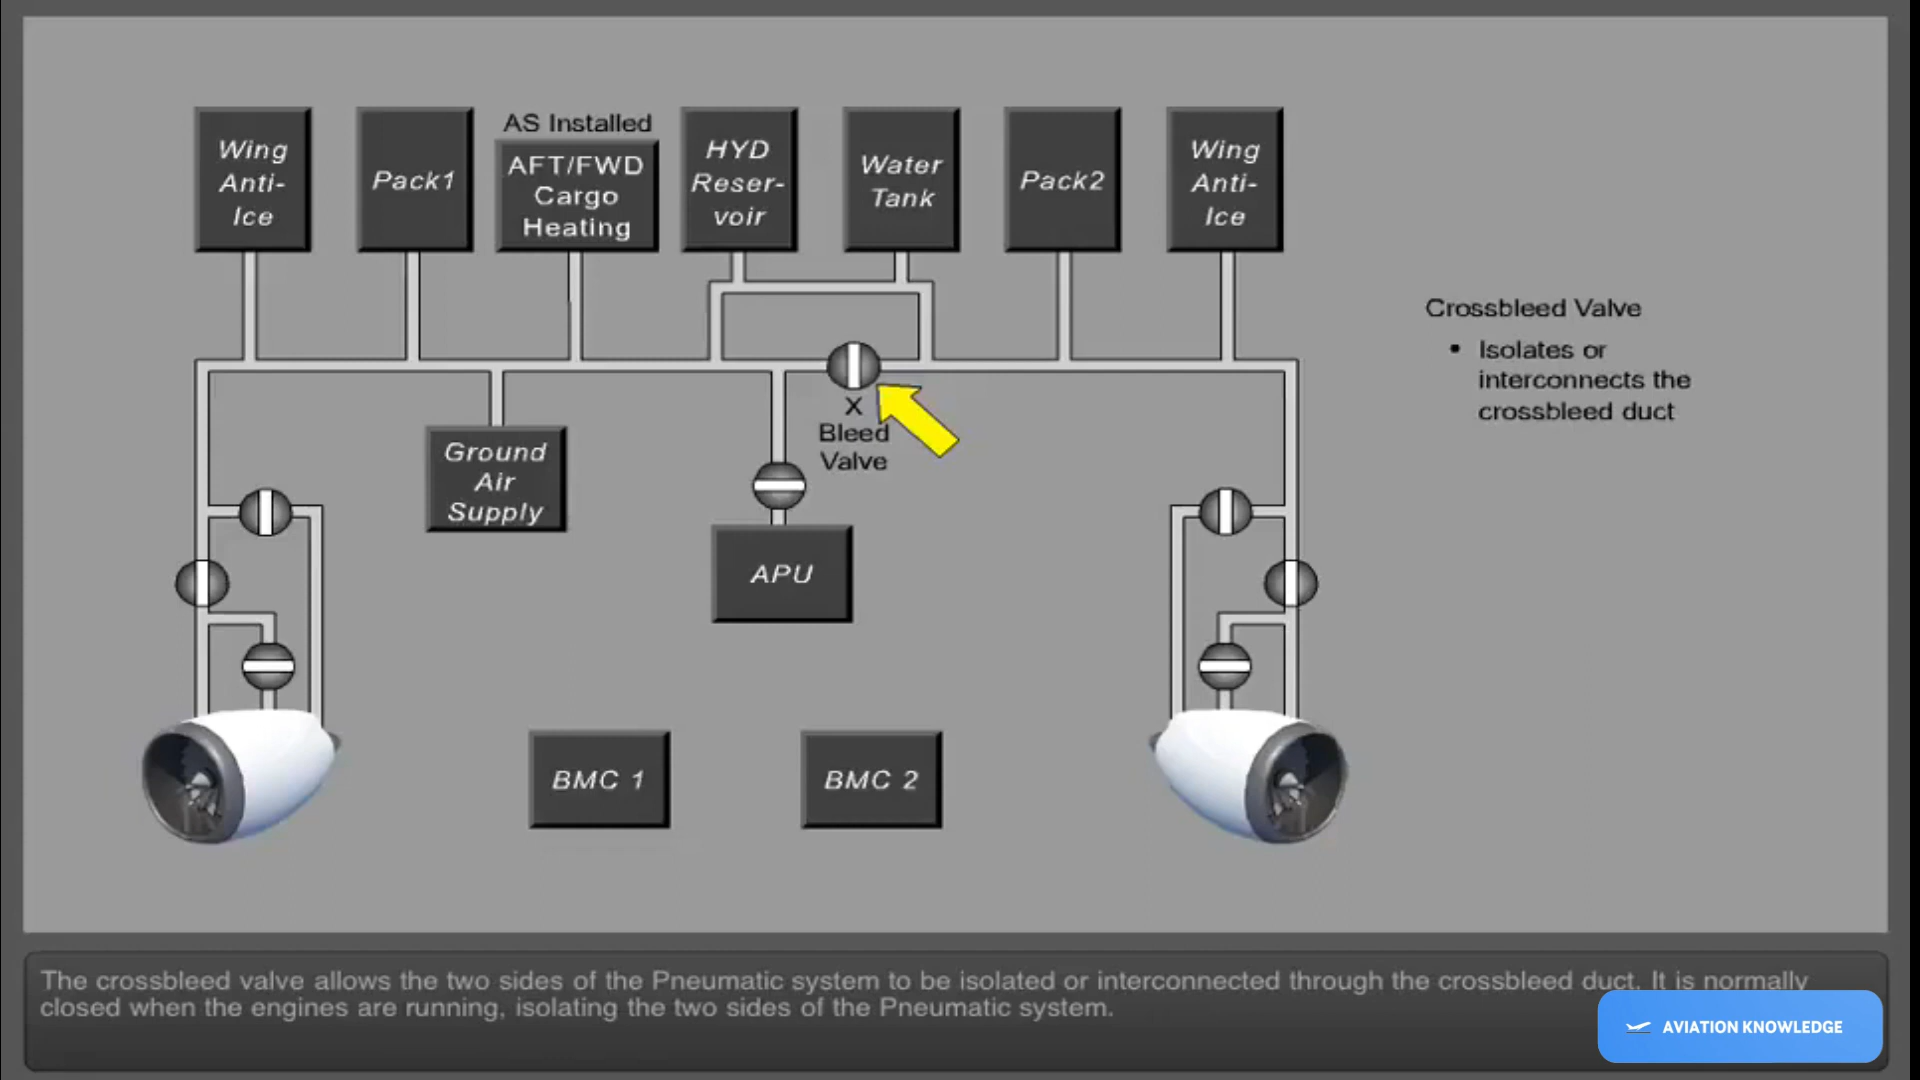 AS Installed
Wing
Anti-
Ice
Pack1
AFT/FWD
Cargo
Heating
HYD
Reser-
voir
Water
Tank
Pack2
Wing
Anti-
Ice
Crossbleed Valve
• Isolates or
interconnects the
crossbleed duct
X
Bleed
Valve
Ground
Air
Supply
APU
BMC 1
BMC 2
The crossbleed valve allows the two sides of the Pneumatic system to be isolated or interconnected through the crossbleed duct. It is normally
closed when the engines are running, isolating the two sides of the Pneumatic system.
AVIATION KNOWLEDGE